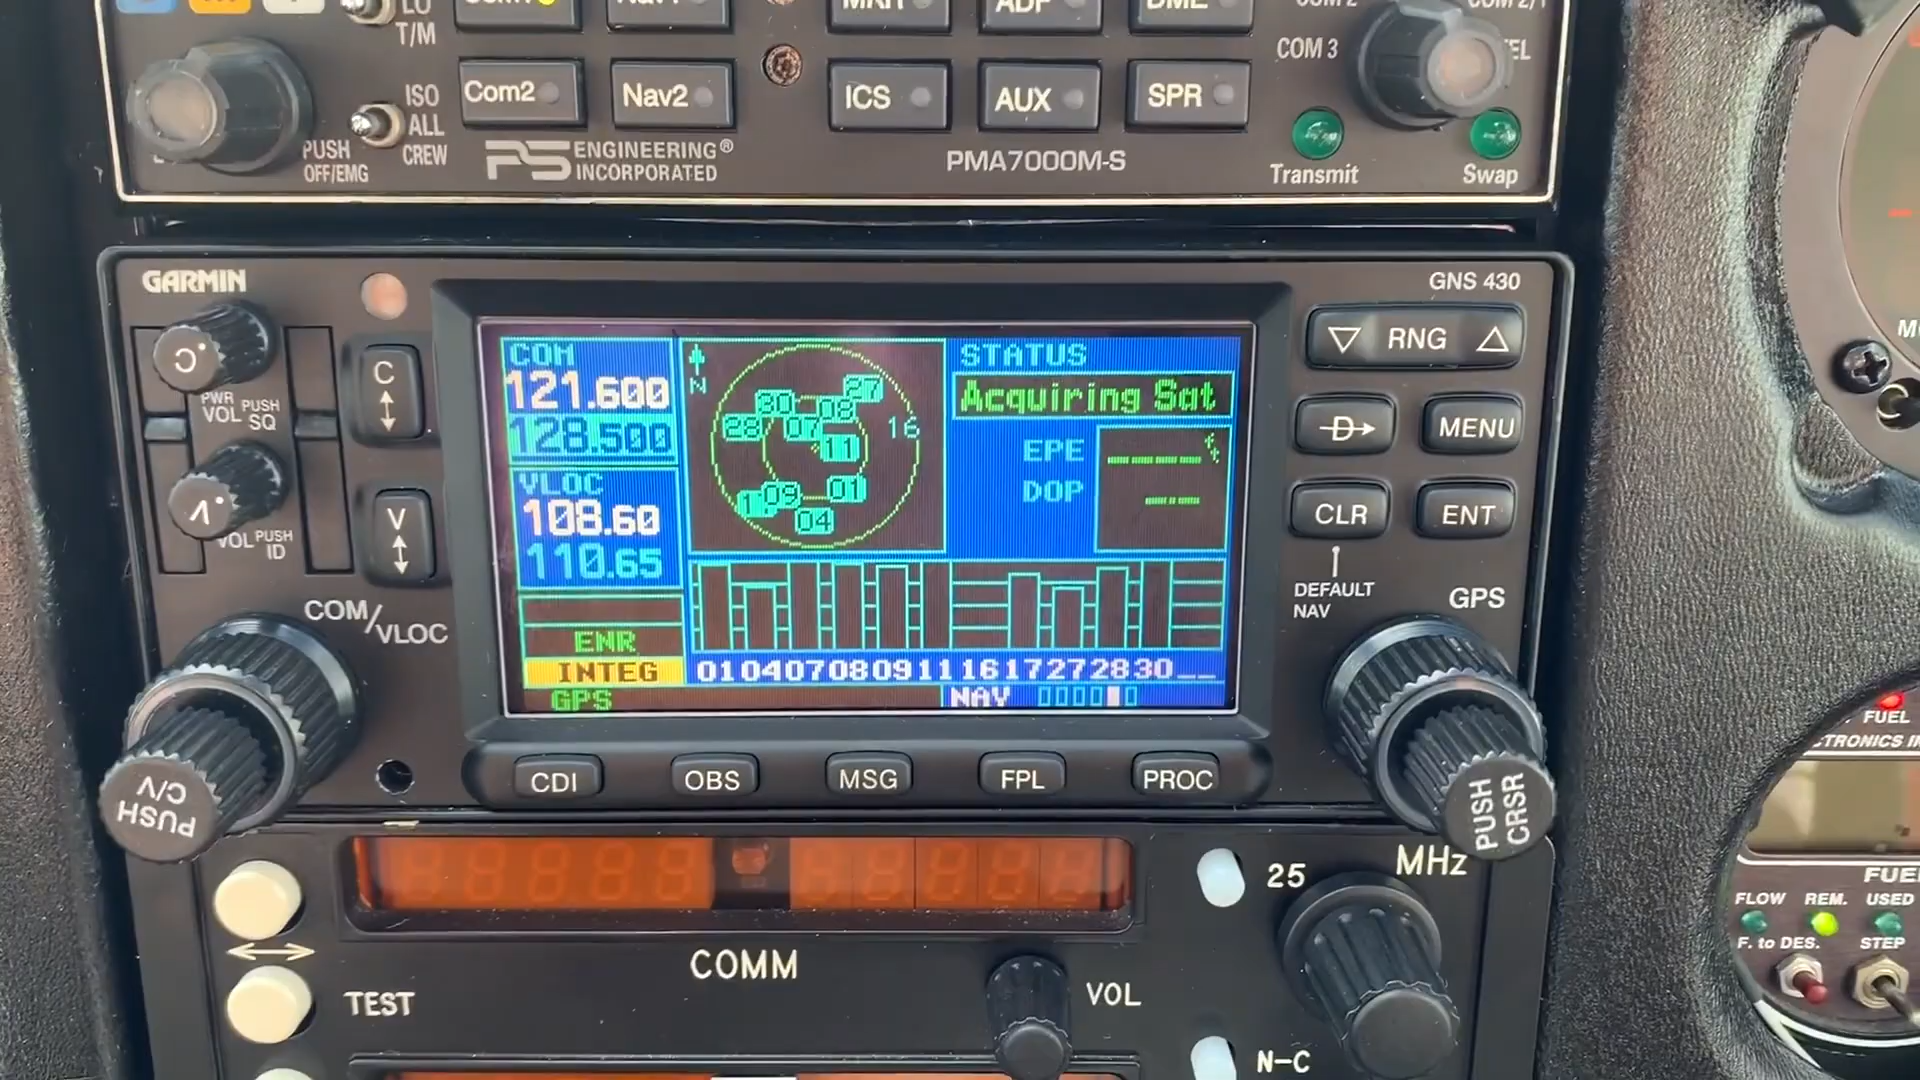 LO
T/M
Com1
Nav1
MKR
ADF
DME
COM 2
COM 2/1
COM 3
TEL
ISO
ALL
CREW
Com2
Nav2
ICS
AUX
SPR
PUSH
OFF/EMG
PS ENGINEERING®
INCORPORATED
PMA7000M-S
Transmit
Swap
GARMIN
GNS 430
C
PWR
VOL
PUSH
SQ
C
V
VOL
PUSH
ID
V
COM/VLOC
PUSH
C/V
COM
121.600
128.500
VLOC
108.60
110.65
ENR
INTEG
GPS
N
30
27
08
28
07
16
11
09
01
04
STATUS
Acquiring Sat
EPE
DOP
01 04 07 08 09 11 16 17 27 28 30 __
NAV
RNG
D
MENU
CLR
ENT
DEFAULT
NAV
GPS
PUSH
CRSR
CDI
OBS
MSG
FPL
PROC
COMM
TEST
VOL
25
MHz
N-C
FUEL
FLOW
REM.
USED
F. to DES.
STEP